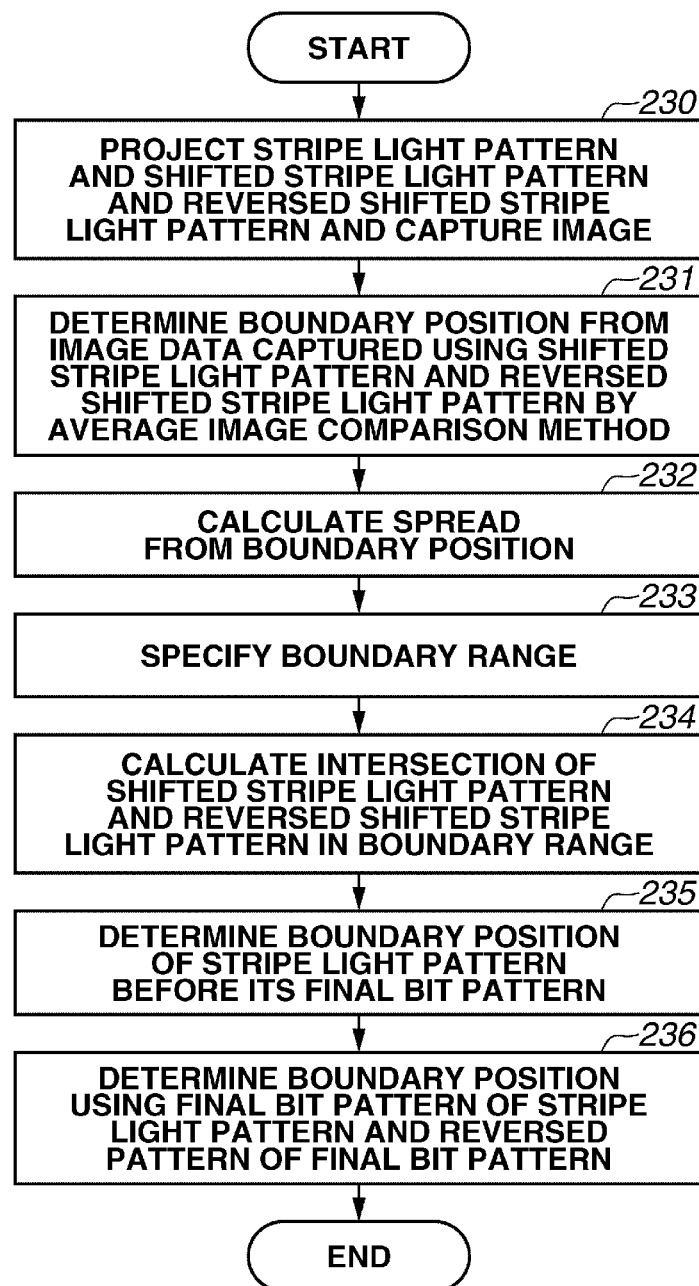 START
230
PROJECT STRIPE LIGHT PATTERN
AND SHIFTED STRIPE LIGHT PATTERN
AND REVERSED SHIFTED STRIPE
LIGHT PATTERN AND CAPTURE IMAGE
231
DETERMINE BOUNDARY POSITION FROM
IMAGE DATA CAPTURED USING SHIFTED
STRIPE LIGHT PATTERN AND REVERSED
SHIFTED STRIPE LIGHT PATTERN BY
AVERAGE IMAGE COMPARISON METHOD
232
CALCULATE SPREAD
FROM BOUNDARY POSITION
233
SPECIFY BOUNDARY RANGE
234
CALCULATE INTERSECTION OF
SHIFTED STRIPE LIGHT PATTERN
AND REVERSED SHIFTED STRIPE
LIGHT PATTERN IN BOUNDARY RANGE
235
DETERMINE BOUNDARY POSITION
OF STRIPE LIGHT PATTERN
BEFORE ITS FINAL BIT PATTERN
236
DETERMINE BOUNDARY POSITION
USING FINAL BIT PATTERN OF STRIPE
LIGHT PATTERN AND REVERSED
PATTERN OF FINAL BIT PATTERN
END